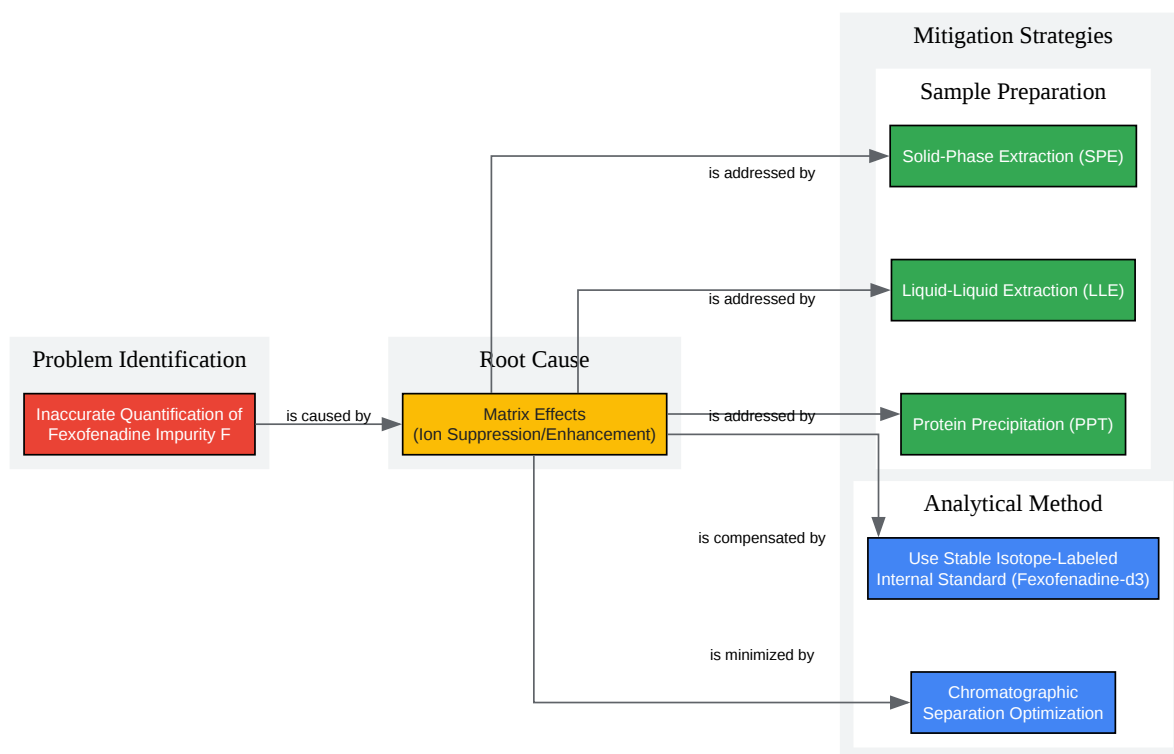 Mitigation Strategies
Sample Preparation
Solid-Phase Extraction (SPE)
is addressed by
Liquid-Liquid Extraction (LLE)
is addressed by
Problem Identification
Root Cause
Inaccurate Quantification of
Fexofenadine Impurity F
is caused by
Matrix Effects
(Ion Suppression/Enhancement)
is addressed by
Protein Precipitation (PPT)
Analytical Method
is compensated by
Use Stable Isotope-Labeled
Internal Standard (Fexofenadine-d3)
is minimized by
Chromatographic
Separation Optimization